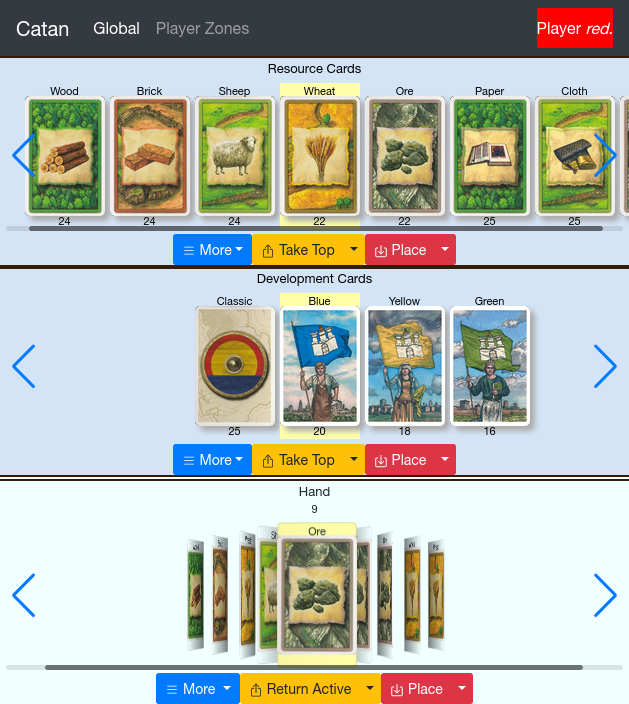 Catan Global Player Zones Player red.
Resource Cards
Wood Brick Sheep Wheat Ore Paper Cloth
24 24 24 22 22 25 25
More Take Top Place
Development Cards
Classic Blue Yellow Green
25 20 18 16
More Take Top Place
Hand
9
Sh Ore
More Return Active Place